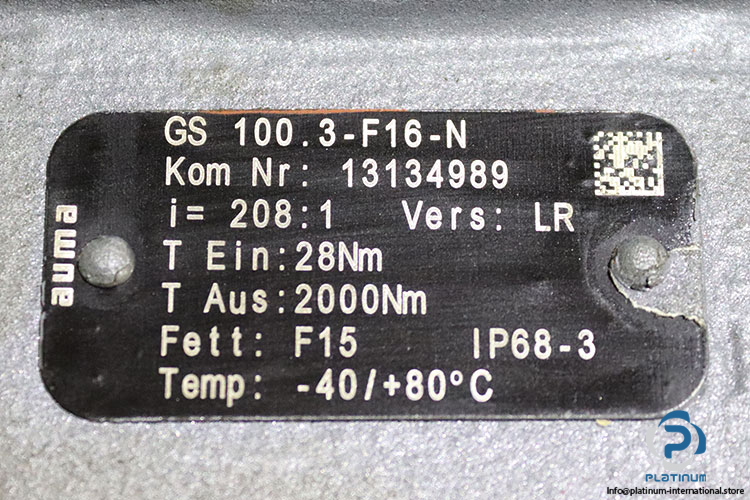 GS 100.3-F16-N
Kom Nr: 13134989
i= 208:1 Vers: LR
T Ein:28Nm
T Aus:2000Nm
Fett: F15 IP68-3
Temp: -40/+80°C
auma
PLATINUM
Info@platinum-international.store